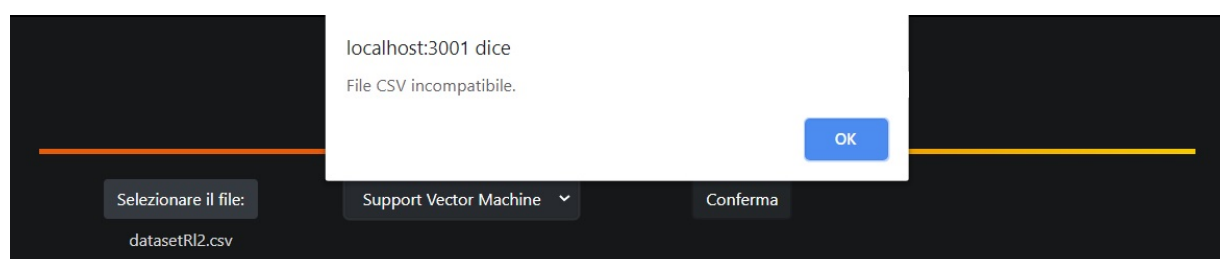 localhost:3001 dice
File CSV incompatibile.
OK
Selezionare il file:
Support Vector Machine
Conferma
datasetRl2.csv